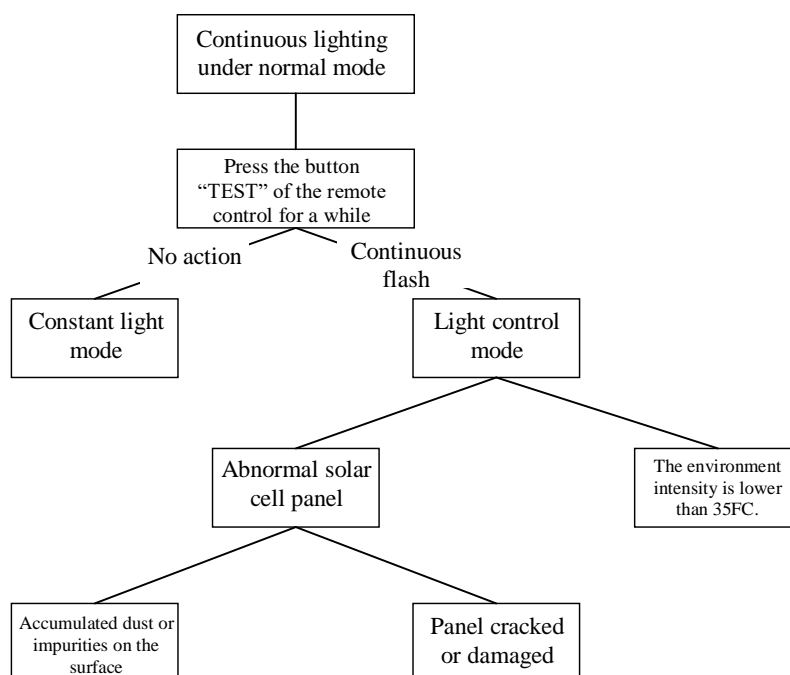 Continuous lighting
under normal mode
Press the button
“TEST” of the remote
control for a while
No action
Continuous
flash
Constant light
mode
Light control
mode
Abnormal solar
cell panel
The environment
intensity is lower
than 35FC.
Accumulated dust or
impurities on the
surface
Panel cracked
or damaged